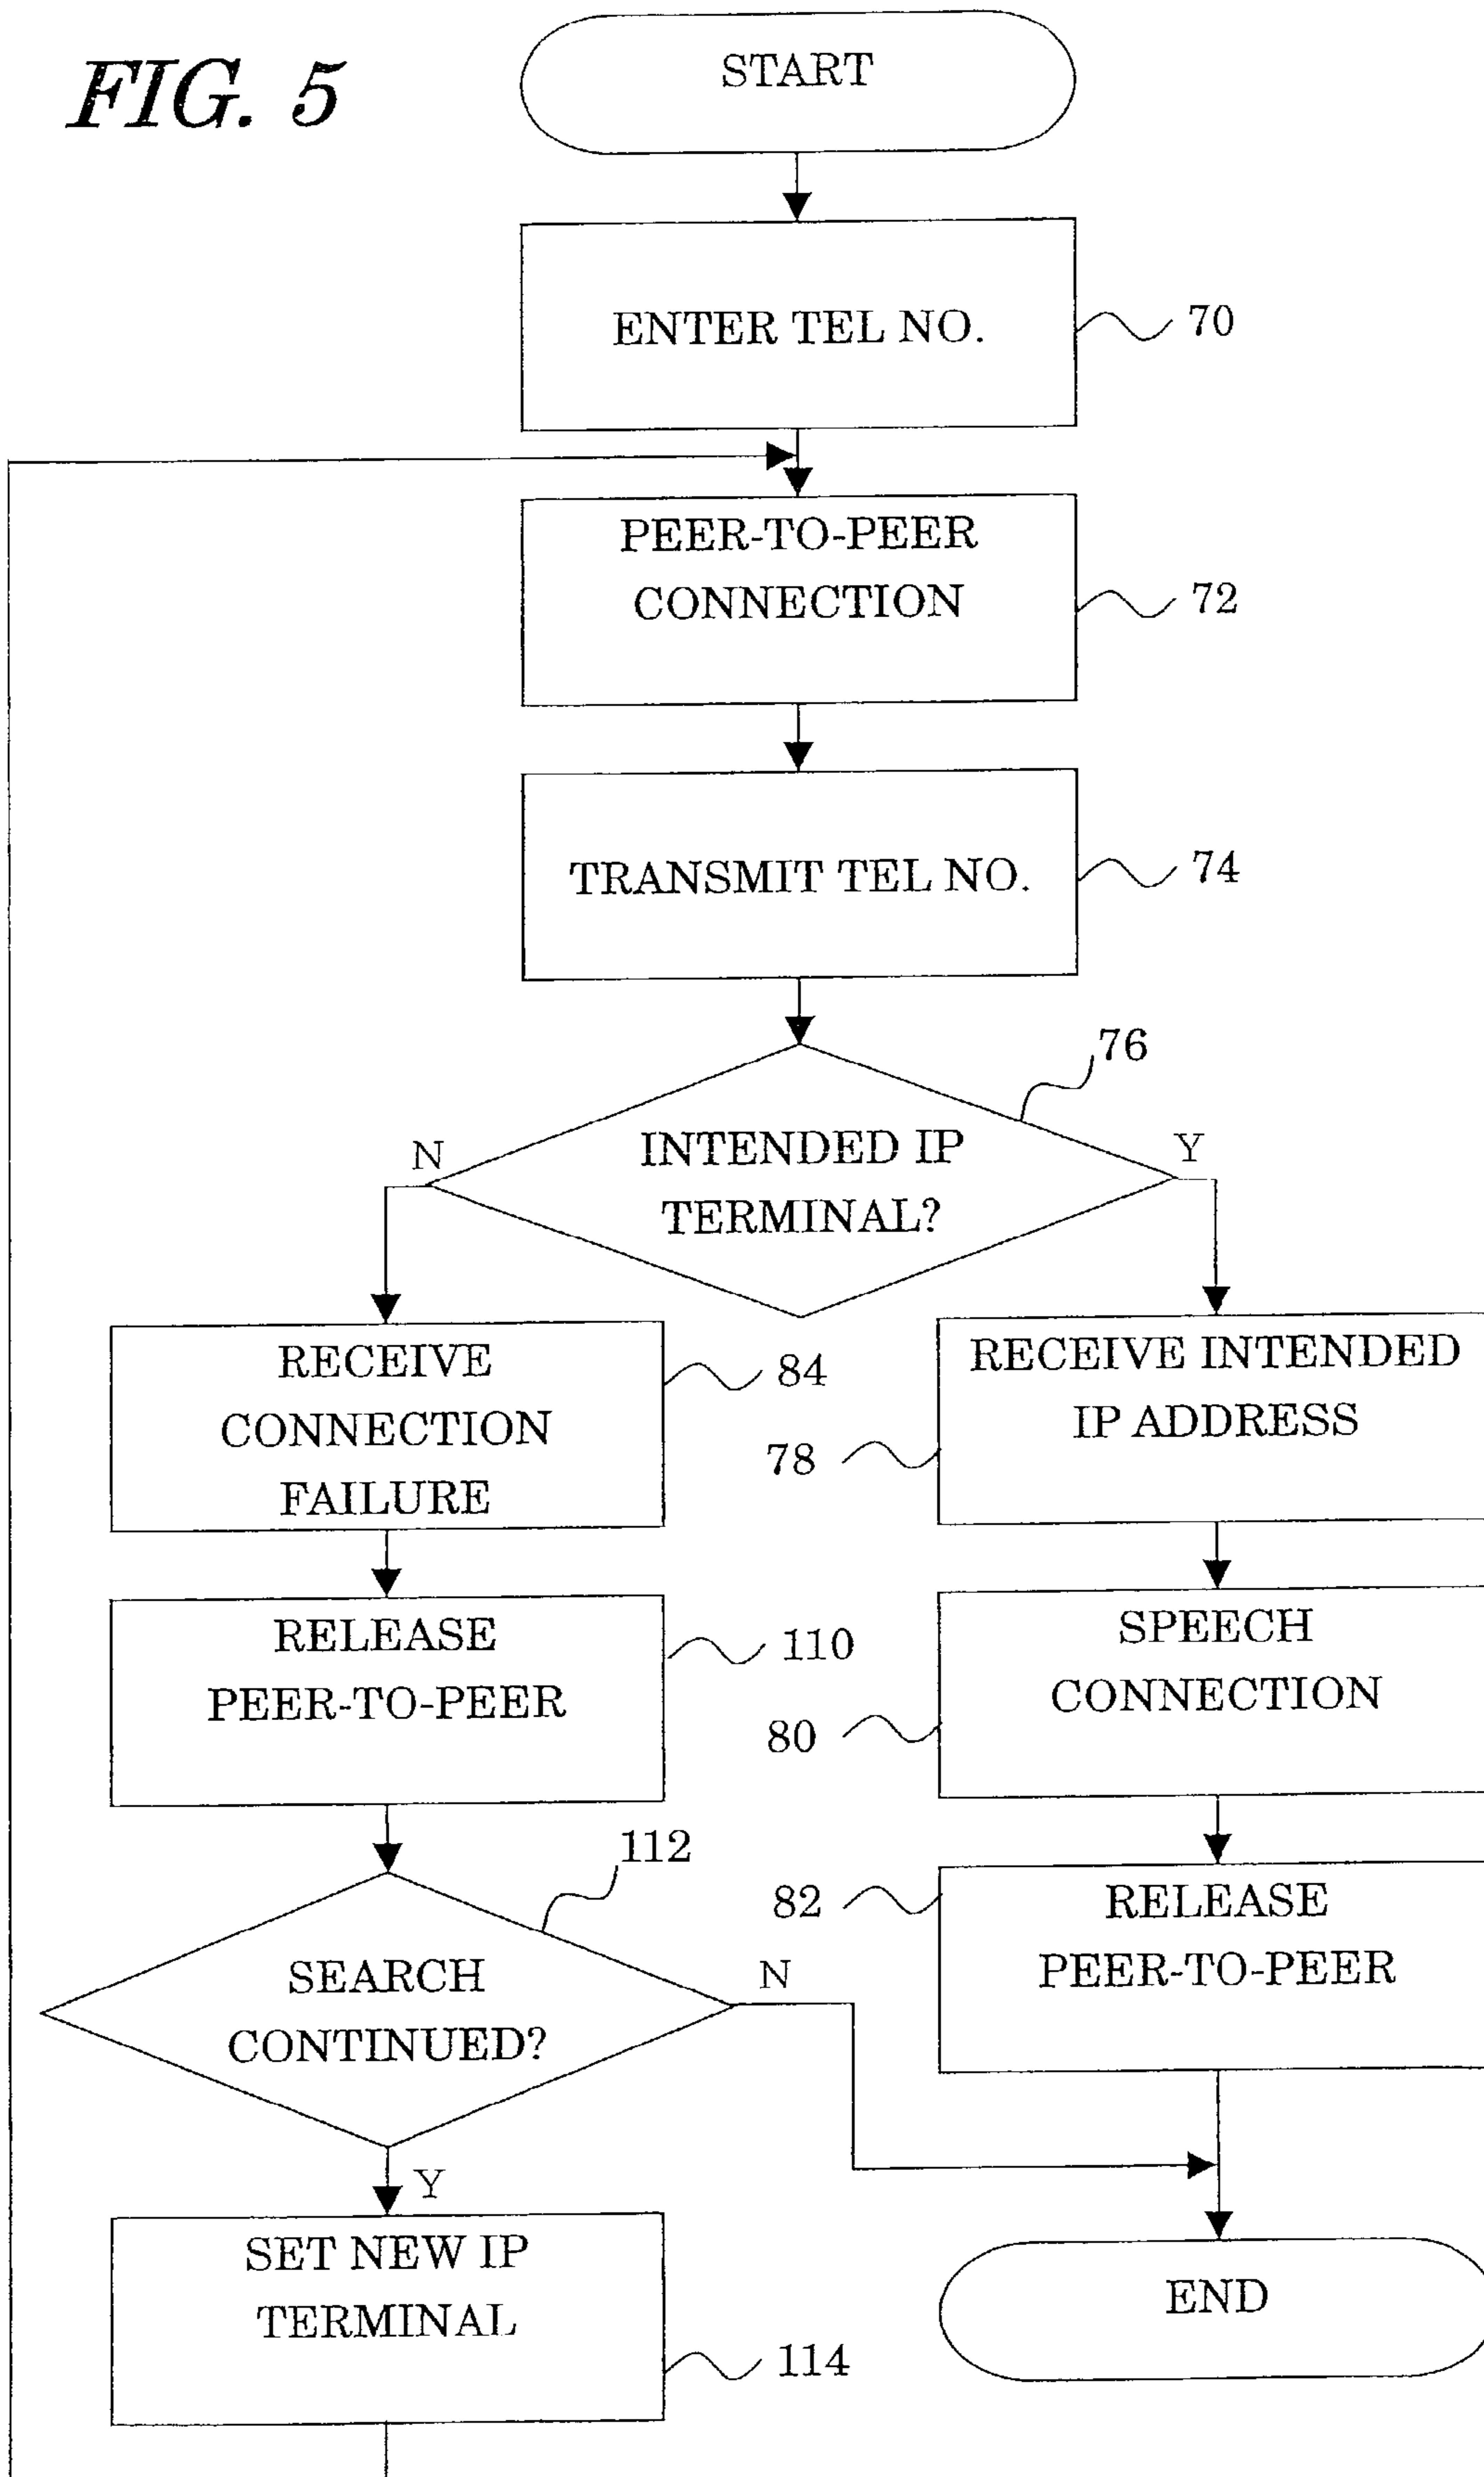 FIG. 5
START
ENTER TEL NO.
70
PEER-TO-PEER
CONNECTION
72
TRANSMIT TEL NO.
74
76
INTENDED IP
TERMINAL?
N
Y
RECEIVE
CONNECTION
FAILURE
84
RECEIVE INTENDED
IP ADDRESS
78
RELEASE
PEER-TO-PEER
110
SPEECH
CONNECTION
80
112
SEARCH
CONTINUED?
N
Y
82
RELEASE
PEER-TO-PEER
SET NEW IP
TERMINAL
114
END